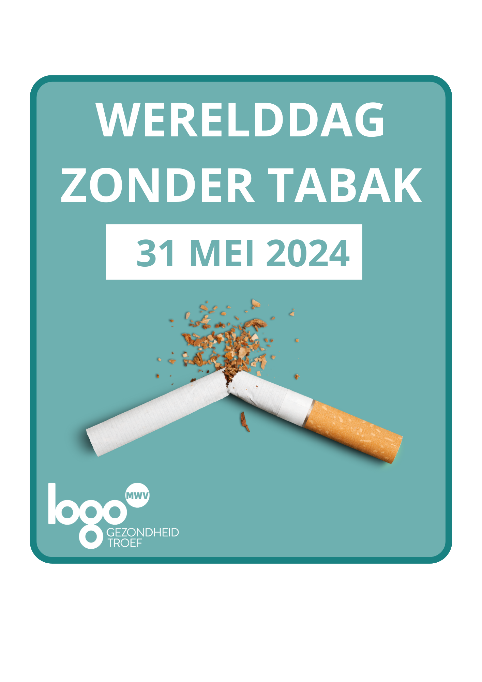 WERELDDAG
ZONDER TABAK
31 MEI 2024
logo MWV
GEZONDHEID
TROEF